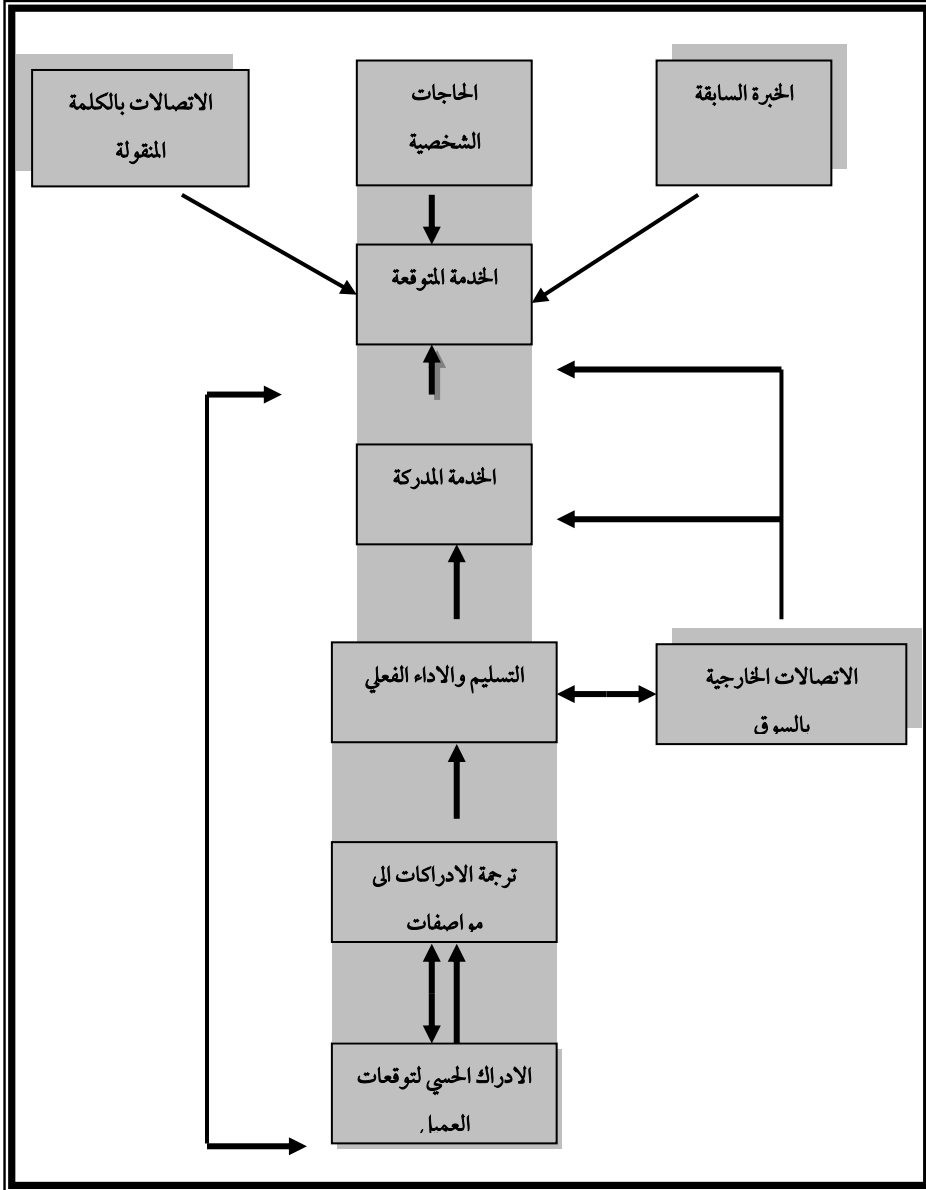 الخبرة السابقة
الحاجات
الشخصية
الاتصالات بالكلمة
المنقولة
الخدمة المتوقعة
الخدمة المدركة
التسليم والاداء الفعلي
الاتصالات الخارجية
بالسوق
ترجمة الادراكات الى
مواصفات
الادراك الحسي لتوقعات
العميل